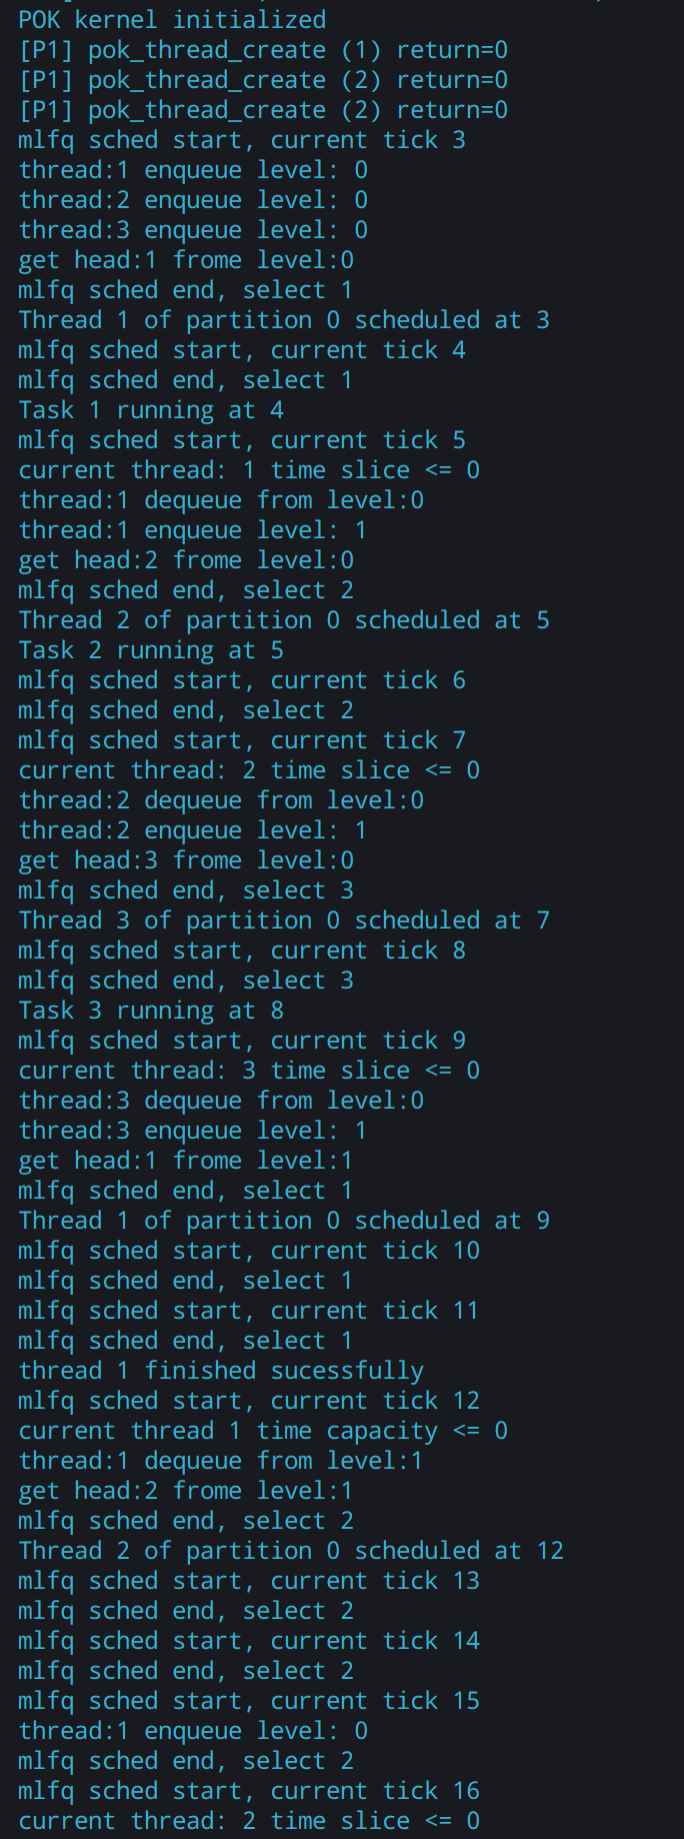 POK kernel initialized
[P1] pok_thread_create (1) return=0
[P1] pok_thread_create (2) return=0
[P1] pok_thread_create (2) return=0
mlfq sched start, current tick 3
thread:1 enqueue level: 0
thread:2 enqueue level: 0
thread:3 enqueue level: 0
get head:1 frome level:0
mlfq sched end, select 1
Thread 1 of partition 0 scheduled at 3
mlfq sched start, current tick 4
mlfq sched end, select 1
Task 1 running at 4
mlfq sched start, current tick 5
current thread: 1 time slice <= 0
thread:1 dequeue from level:0
thread:1 enqueue level: 1
get head:2 frome level:0
mlfq sched end, select 2
Thread 2 of partition 0 scheduled at 5
Task 2 running at 5
mlfq sched start, current tick 6
mlfq sched end, select 2
mlfq sched start, current tick 7
current thread: 2 time slice <= 0
thread:2 dequeue from level:0
thread:2 enqueue level: 1
get head:3 frome level:0
mlfq sched end, select 3
Thread 3 of partition 0 scheduled at 7
mlfq sched start, current tick 8
mlfq sched end, select 3
Task 3 running at 8
mlfq sched start, current tick 9
current thread: 3 time slice <= 0
thread:3 dequeue from level:0
thread:3 enqueue level: 1
get head:1 frome level:1
mlfq sched end, select 1
Thread 1 of partition 0 scheduled at 9
mlfq sched start, current tick 10
mlfq sched end, select 1
mlfq sched start, current tick 11
mlfq sched end, select 1
thread 1 finished sucessfully
mlfq sched start, current tick 12
current thread 1 time capacity <= 0
thread:1 dequeue from level:1
get head:2 frome level:1
mlfq sched end, select 2
Thread 2 of partition 0 scheduled at 12
mlfq sched start, current tick 13
mlfq sched end, select 2
mlfq sched start, current tick 14
mlfq sched end, select 2
mlfq sched start, current tick 15
thread:1 enqueue level: 0
mlfq sched end, select 2
mlfq sched start, current tick 16
current thread: 2 time slice <= 0